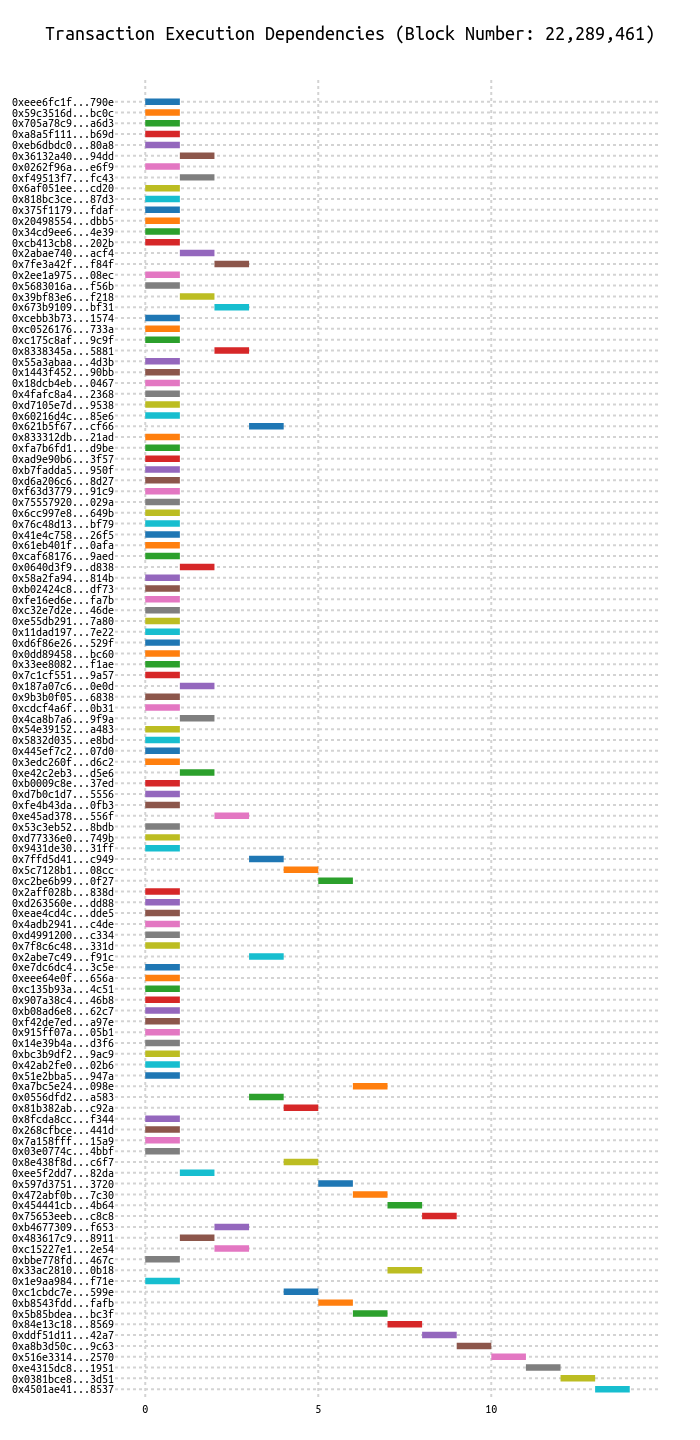 Transaction Execution Dependencies (Block Number: 22,289,461)
0xeee6fc1f...790e
0x59c3516d...bc0c
0x705a78c9...a6d3
0xa8a5f111...b69d
0xeb6dbdc0...80a8
0x36132a40...94dd
0x0262f96a...e6f9
0xf49513f7...fc43
0x6af051ee...cd20
0x818bc3ce...87d3
0x375f1179...fdaf
0x20498554...dbb5
0x34cd9ee6...4e39
0xcb413cb8...202b
0x2abae740...acf4
0x7fe3a42f...f84f
0x2ee1a975...08ec
0x5683016a...f56b
0x39bf83e6...f218
0x673b9109...bf31
0xcebb3b73...1574
0xc0526176...733a
0xc175c8af...9c9f
0x8338345a...5881
0x55a3abaa...4d3b
0x1443f452...90bb
0x18dcb4eb...0467
0x4fafc8a4...2368
0xd7105e7d...9538
0x60216d4c...85e6
0x621b5f67...cf66
0x833312db...21ad
0xfa7b6fd1...d9be
0xad9e90b6...3f57
0xb7fadda5...950f
0xd6a206c6...8d27
0xf63d3779...91c9
0x75557920...029a
0x6cc997e8...649b
0x76c48d13...bf79
0x41e4c758...26f5
0x61eb401f...0afa
0xcaf68176...9aed
0x0640d3f9...d838
0x58a2fa94...814b
0xb02424c8...df73
0xfe16ed6e...fa7b
0xc32e7d2e...46de
0xe55db291...7a80
0x11dad197...7e22
0xd6f86e26...529f
0x0dd89458...bc60
0x33ee8082...f1ae
0x7c1cf551...9a57
0x187a07c6...0e0d
0x9b3b0f05...6838
0xcdcf4a6f...0b31
0x4ca8b7a6...9f9a
0x54e39152...a483
0x5832d035...e8bd
0x445ef7c2...07d0
0x3edc260f...d6c2
0xe42c2eb3...d5e6
0xb0009c8e...37ed
0xd7b0c1d7...5556
0xfe4b43da...0fb3
0xe45ad378...556f
0x53c3eb52...8bdb
0xd77336e0...749b
0x9431de30...31ff
0x7ffd5d41...c949
0x5c7128b1...08cc
0xc2be6b99...0f27
0x2aff028b...838d
0xd263560e...dd88
0xeae4cd4c...dde5
0x4adb2941...c4de
0xd4991200...c334
0x7f8c6c48...331d
0x2abe7c49...f91c
0xe7dc6dc4...3c5e
0xeee64e0f...656a
0xc135b93a...4c51
0x907a38c4...46b8
0xb08ad6e8...62c7
0xf42de7ed...a97e
0x915ff07a...05b1
0x14e39b4a...d3f6
0xbc3b9df2...9ac9
0x42ab2fe0...02b6
0x51e2bba5...947a
0xa7bc5e24...098e
0x0556dfd2...a583
0x81b382ab...c92a
0x8fcda8cc...f344
0x268cfbce...441d
0x7a158fff...15a9
0x03e0774c...4bbf
0x8e438f8d...c6f7
0xee5f2dd7...82da
0x597d3751...3720
0x472abf0b...7c30
0x454441cb...4b64
0x75653eeb...c8c8
0xb4677309...f653
0x483617c9...8911
0xc15227e1...2e54
0xbbe778fd...467c
0x33ac2810...0b18
0x1e9aa984...f71e
0xc1cbdc7e...599e
0xb8543fdd...fafb
0x5b85bdea...bc3f
0x84e13c18...8569
0xddf51d11...42a7
0xa8b3d50c...9c63
0x516e3314...2570
0xe4315dc8...1951
0x0381bce8...3d51
0x4501ae41...8537
0 5 10